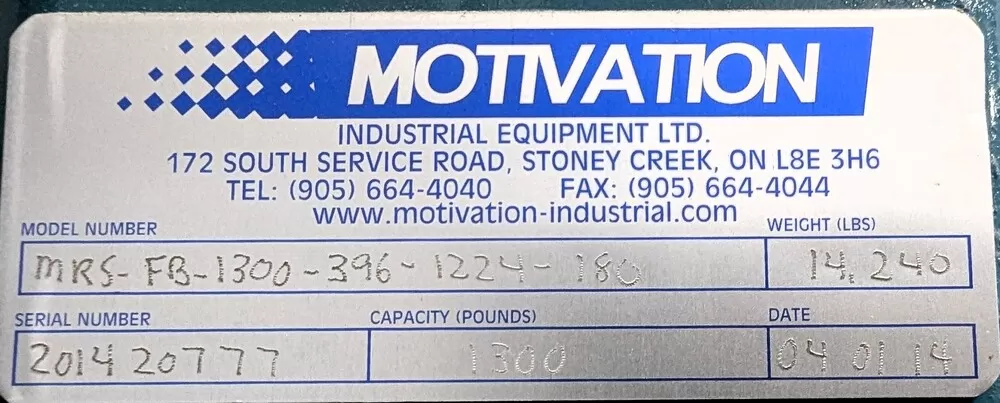 MOTIVATION
INDUSTRIAL EQUIPMENT LTD.
172 SOUTH SERVICE ROAD, STONEY CREEK, ON L8E 3H6
TEL: (905) 664-4040 FAX: (905) 664-4044
www.motivation-industrial.com
MODEL NUMBER WEIGHT (LBS)
MRS-FB-1300-396-1224-180 14,240
SERIAL NUMBER CAPACITY (POUNDS) DATE
201420777 1300 04 01 14